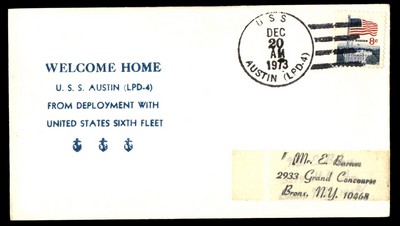 WELCOME HOME
U. S. S. AUSTIN (LPD-4)
FROM DEPLOYMENT WITH
UNITED STATES SIXTH FLEET
USS
DEC
20
AM
1973
AUSTIN (LPD-4)
8c
Mr. E. Barien
2933 Grand Concourse
Bronx, N.Y. 10468